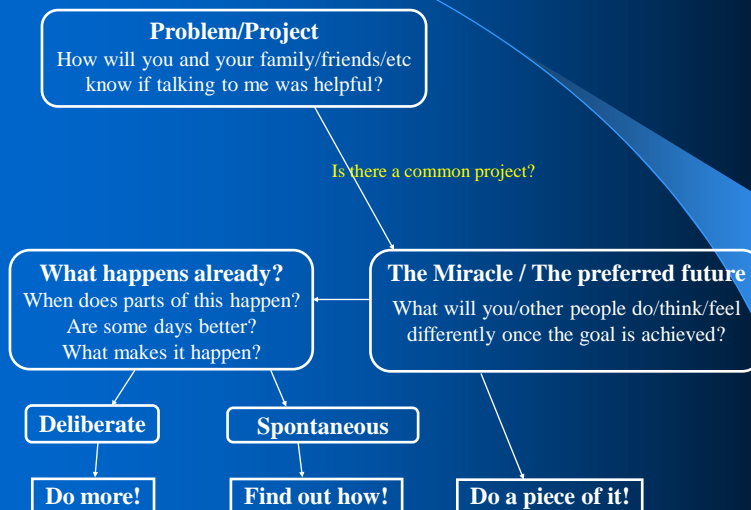 Problem/Project
How will you and your family/friends/etc
know if talking to me was helpful?
Is there a common project?
What happens already?
When does parts of this happen?
Are some days better?
What makes it happen?
The Miracle / The preferred future
What will you/other people do/think/feel
differently once the goal is achieved?
Deliberate
Spontaneous
Do more!
Find out how!
Do a piece of it!